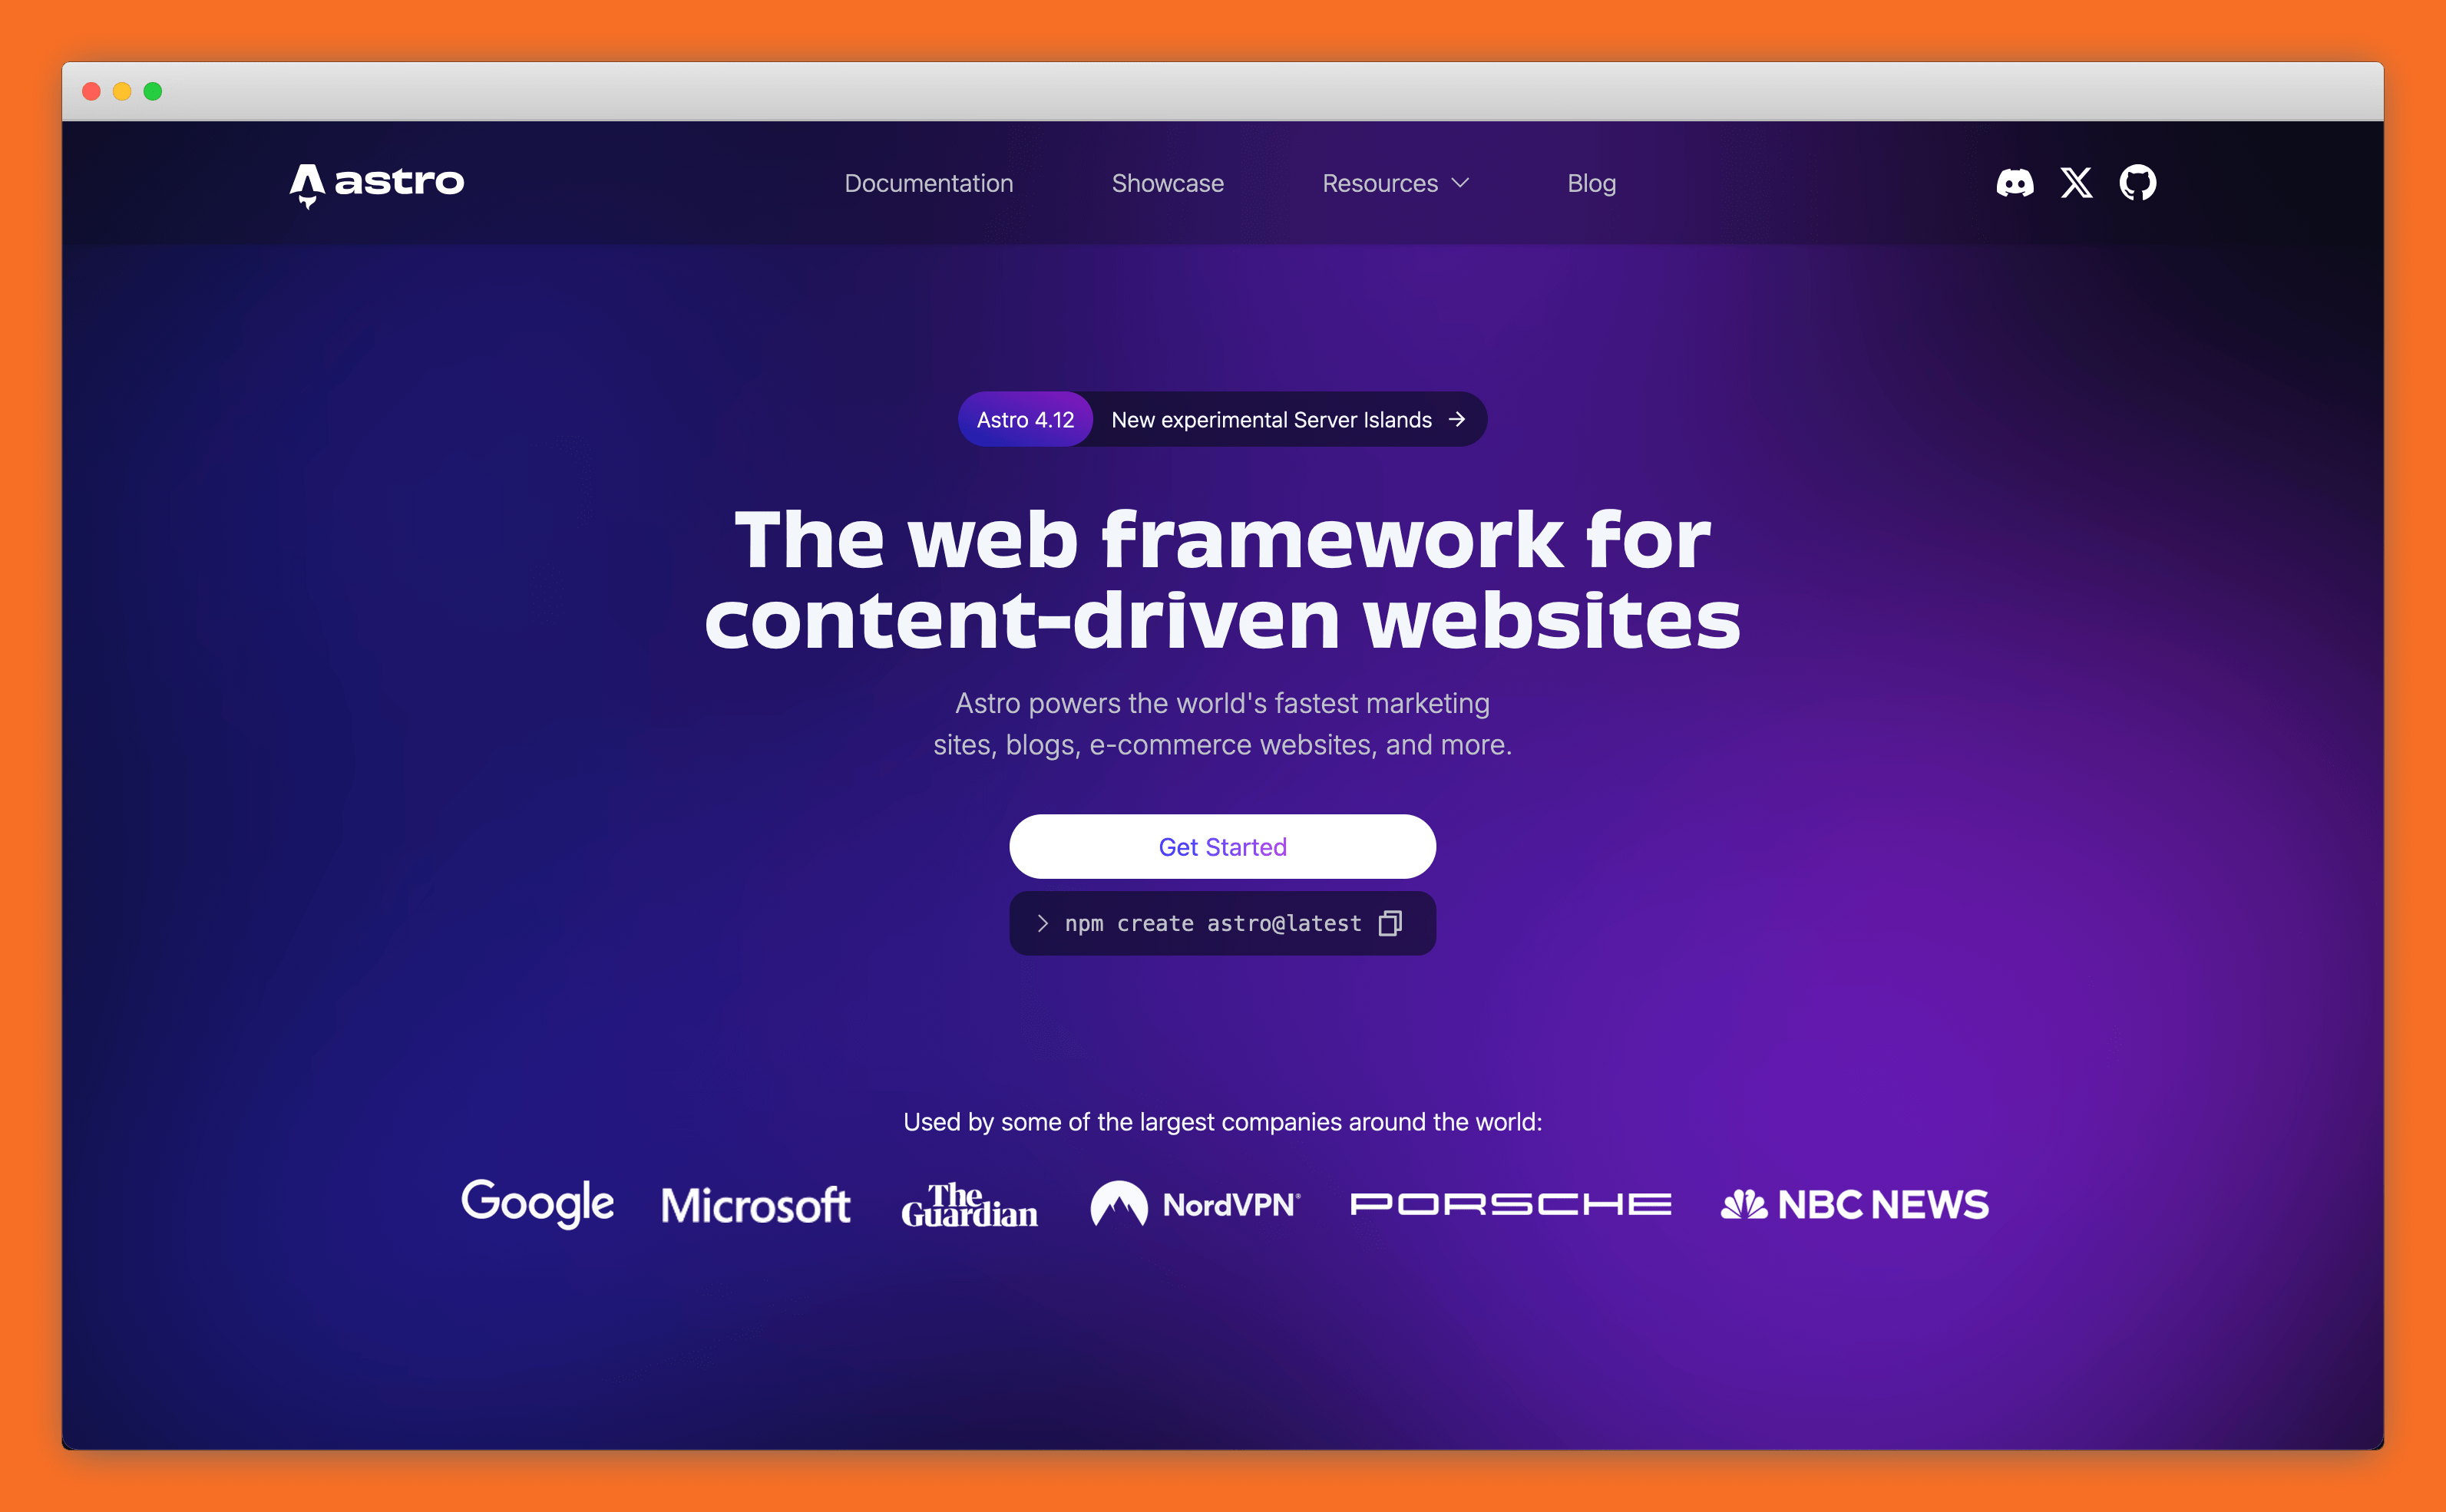 astro
Documentation
Showcase
Resources
Blog
Astro 4.12 New experimental Server Islands →
The web framework for
content-driven websites
Astro powers the world's fastest marketing
sites, blogs, e-commerce websites, and more.
Get Started
> npm create astro@latest
Used by some of the largest companies around the world:
Google
Microsoft
The
Guardian
NordVPN®
PORSCHE
NBC NEWS